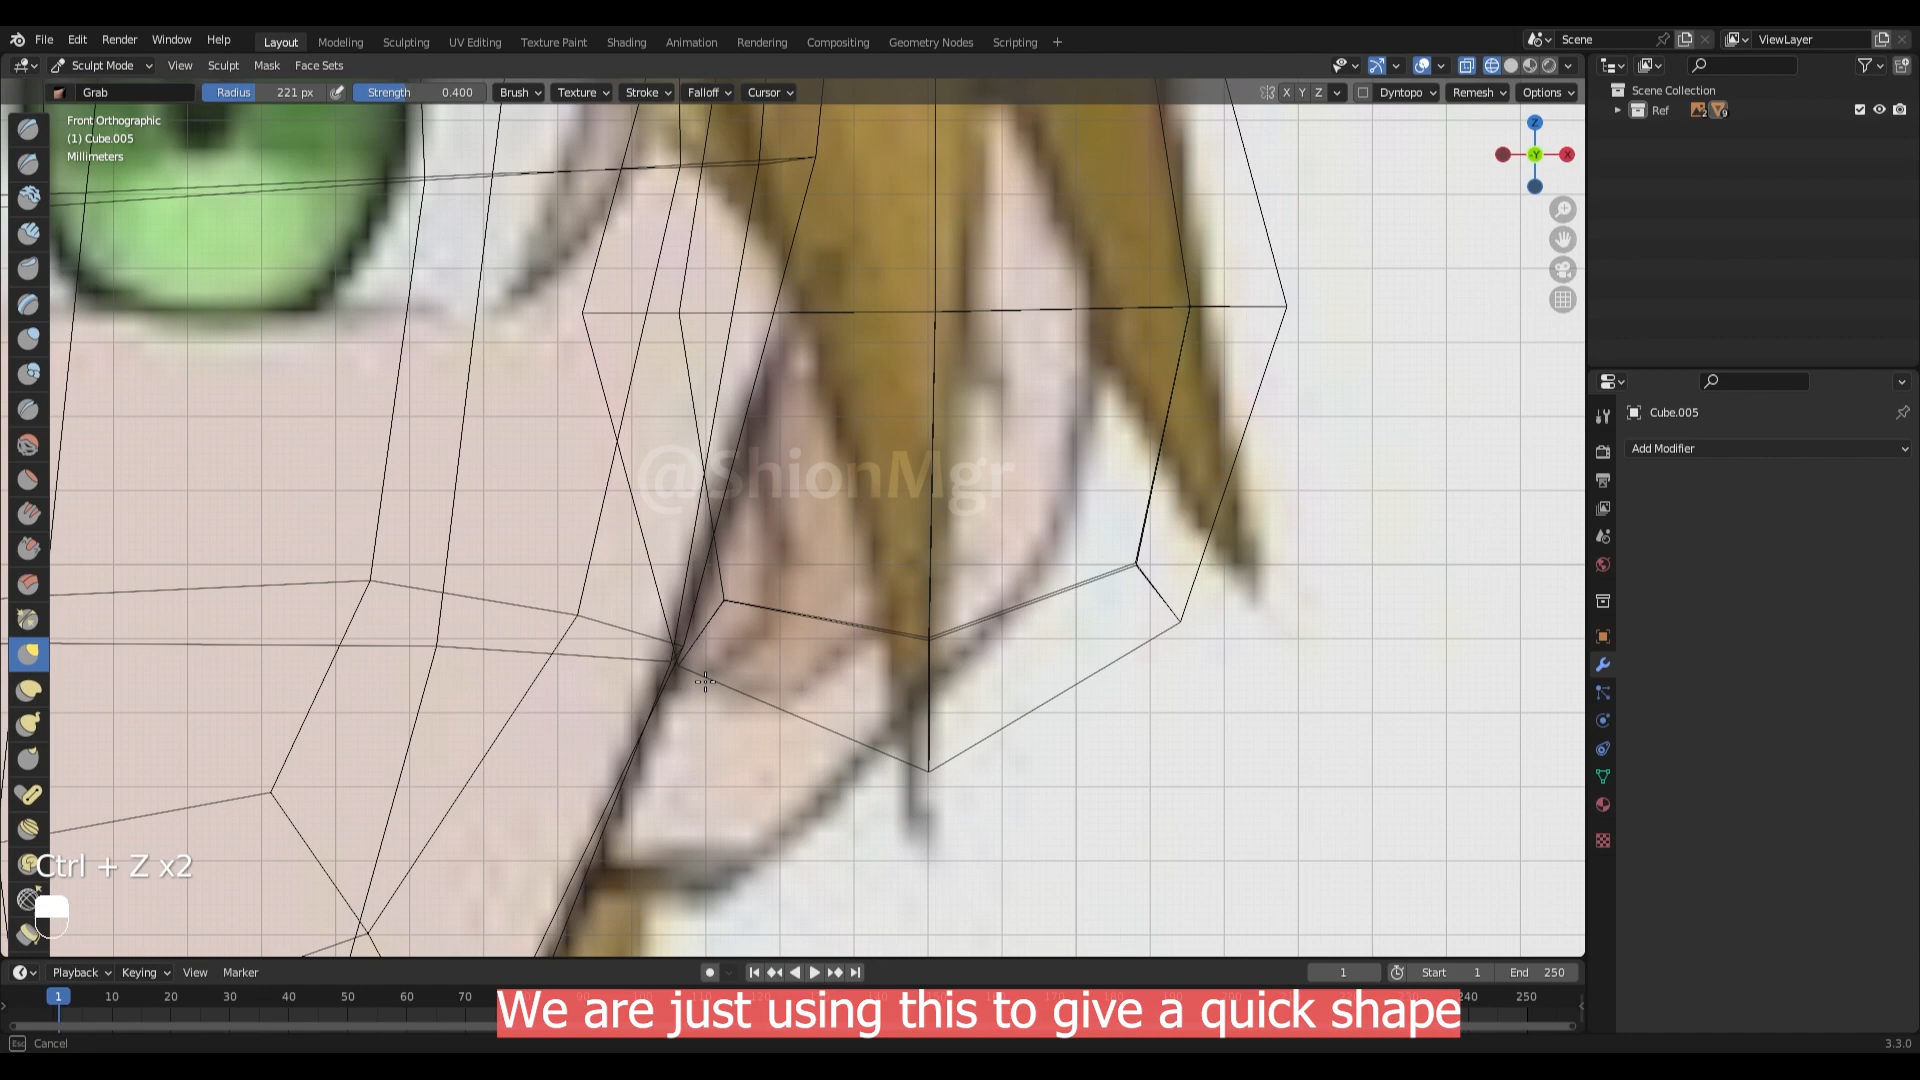 File Edit Render Window Help Layout Modeling Sculpting UV Editing Texture Paint Shading Animation Rendering Compositing Geometry Nodes Scripting + Scene ViewLayer
Sculpt Mode View Sculpt Mask Face Sets
Grab Radius 221 px Strength 0.400 Brush Texture Stroke Falloff Cursor X Y Z Dyntopo Remesh Options
Scene Collection
Ref 2 9
Front Orthographic
(1) Cube.005
Millimeters
Z
Y X
Cube.005
Add Modifier
@ShionMgr
Ctrl + Z x2
Playback Keying View Marker 1 Start 1 End 250
1 10 20 30 40 50 60 70 240 250
We are just using this to give a quick shape
Esc Cancel 3.3.0